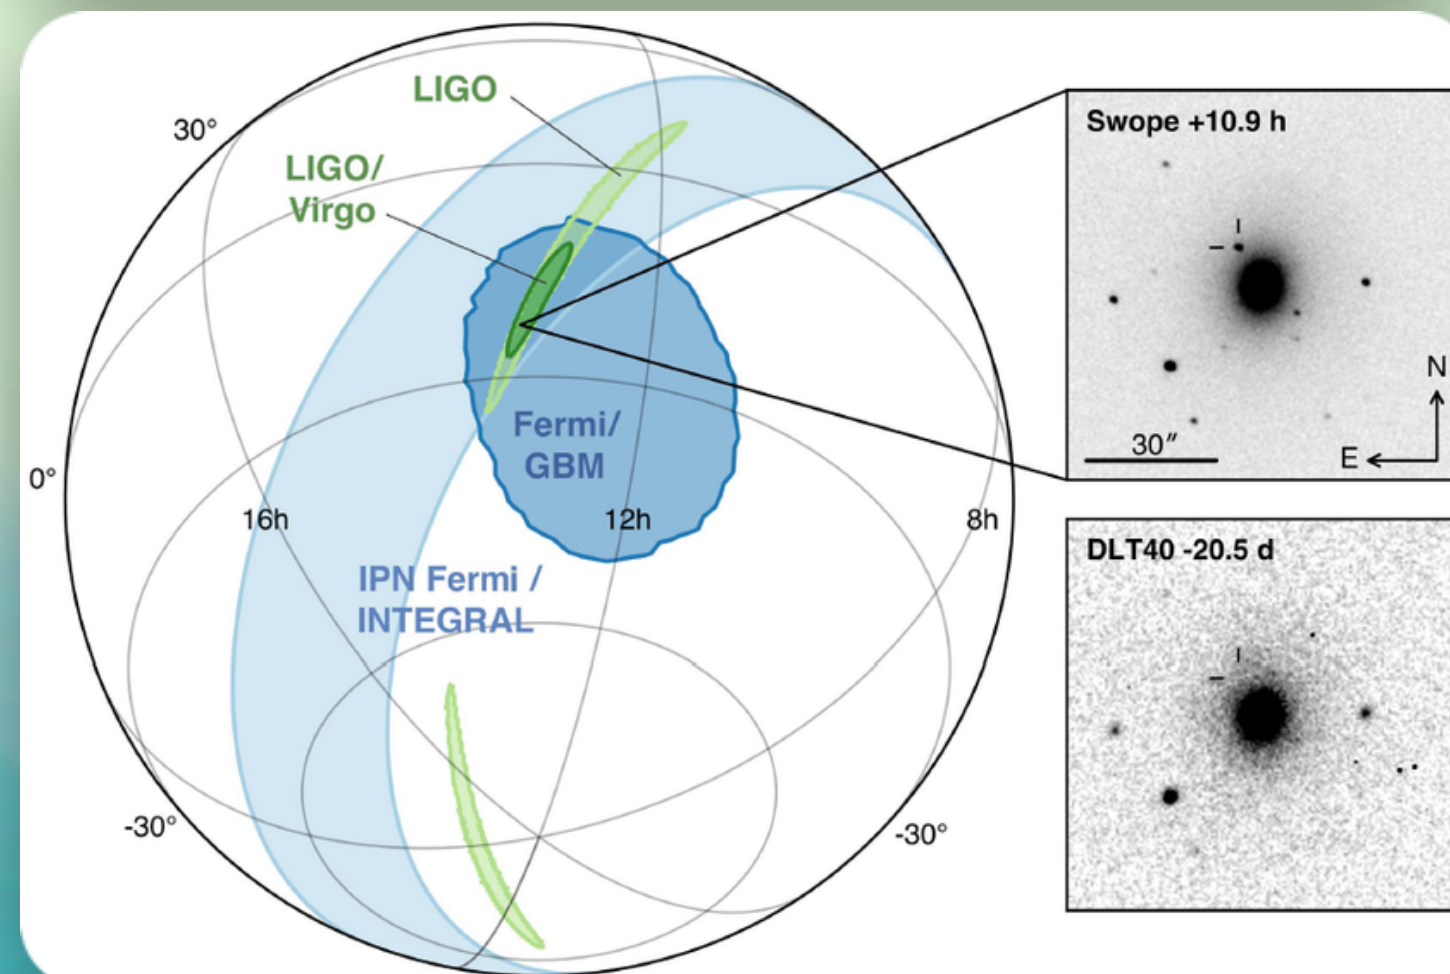 LIGO
30°
LIGO/
Virgo
0°
Fermi/
GBM
16h
12h
8h
IPN Fermi /
INTEGRAL
-30°
-30°
Swope +10.9 h
N
30″
E
DLT40 -20.5 d